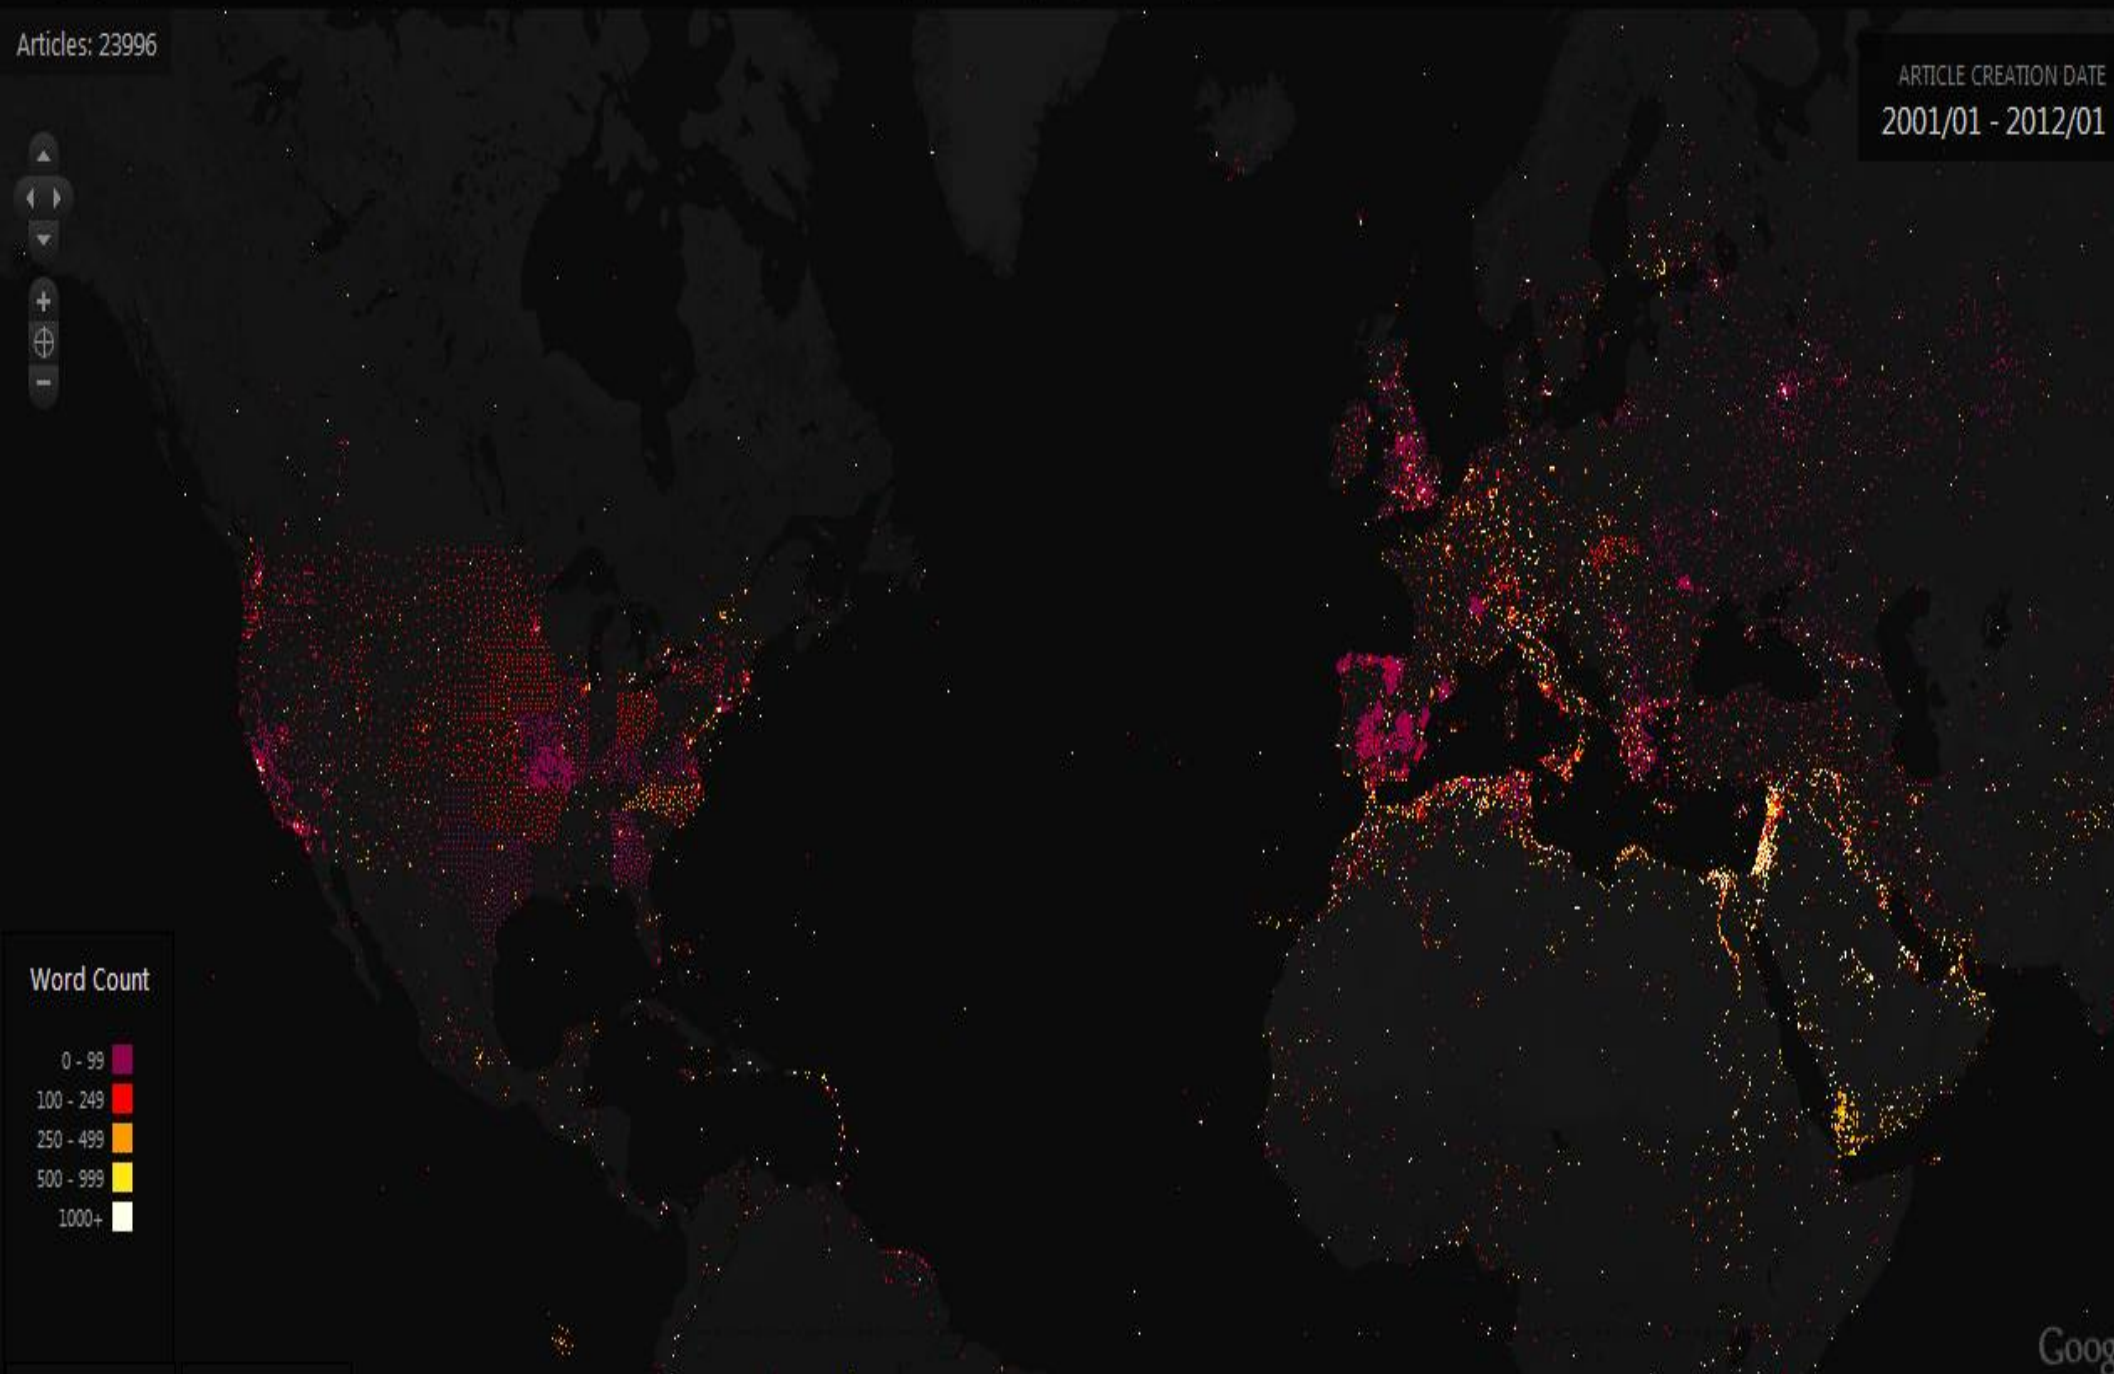 Articles: 23996
ARTICLE CREATION DATE
2001/01 - 2012/01
Word Count
0 - 99
100 - 249
250 - 499
500 - 999
1000+
Goog